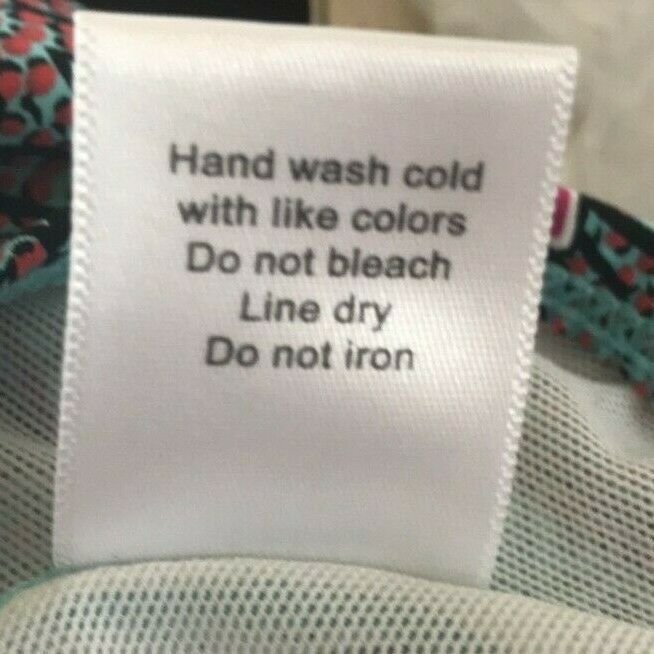 Hand wash cold
with like colors
Do not bleach
Line dry
Do not iron